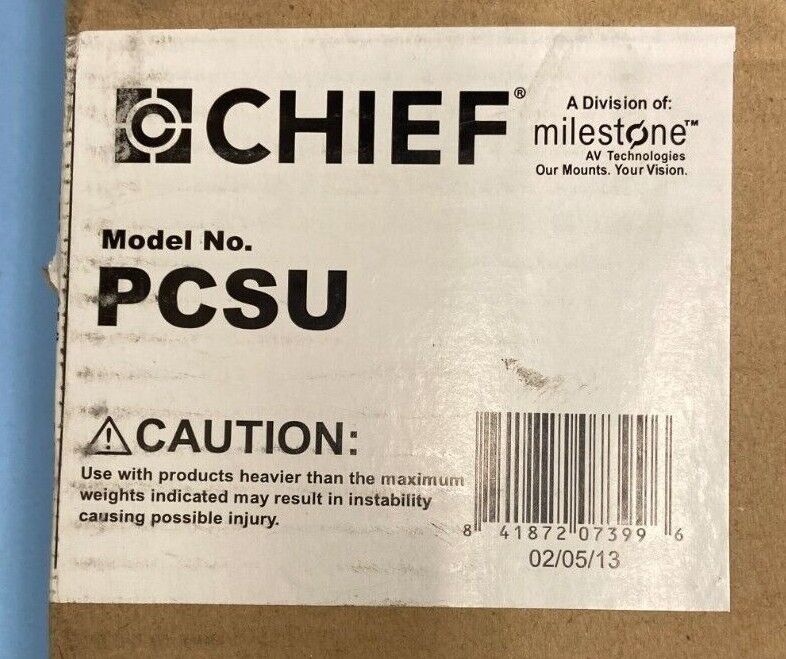 CHIEF®
A Division of:
milestøne™
AV Technologies
Our Mounts. Your Vision.
Model No.
PCSU
⚠CAUTION:
Use with products heavier than the maximum
weights indicated may result in instability
causing possible injury.
8 41872 07399 6
02/05/13